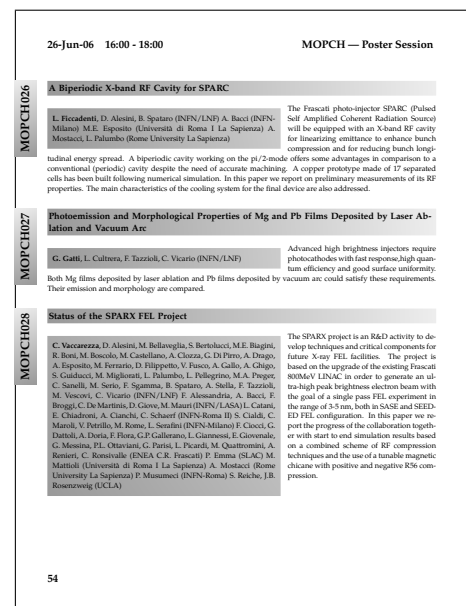 26-Jun-06 16:00 - 18:00 MOPCH — Poster Session
MOPCH026
A Biperiodic X-band RF Cavity for SPARC
L. Ficcadenti, D. Alesini, B. Spataro (INFN/LNF) A. Bacci (INFN-
Milano) M.E. Esposito (Università di Roma I La Sapienza) A.
Mostacci, L. Palumbo (Rome University La Sapienza)
The Frascati photo-injector SPARC (Pulsed
Self Amplified Coherent Radiation Source)
will be equipped with an X-band RF cavity
for linearizing emittance to enhance bunch
compression and for reducing bunch longi-
tudinal energy spread. A biperiodic cavity working on the pi/2-mode offers some advantages in comparison to a
conventional (periodic) cavity despite the need of accurate machining. A copper prototype made of 17 separated
cells has been built following numerical simulation. In this paper we report on preliminary measurements of its RF
properties. The main characteristics of the cooling system for the final device are also addressed.
MOPCH027
Photoemission and Morphological Properties of Mg and Pb Films Deposited by Laser Ab-
lation and Vacuum Arc
G. Gatti, L. Cultrera, F. Tazzioli, C. Vicario (INFN/LNF)
Advanced high brightness injectors require
photocathodes with fast response,high quan-
tum efficiency and good surface uniformity.
Both Mg films deposited by laser ablation and Pb films deposited by vacuum arc could satisfy these requirements.
Their emission and morphology are compared.
MOPCH028
Status of the SPARX FEL Project
C. Vaccarezza, D. Alesini, M. Bellaveglia, S. Bertolucci, M.E. Biagini,
R. Boni, M. Boscolo, M. Castellano, A. Clozza, G. Di Pirro, A. Drago,
A. Esposito, M. Ferrario, D. Filippetto, V. Fusco, A. Gallo, A. Ghigo,
S. Guiducci, M. Migliorati, L. Palumbo, L. Pellegrino, M.A. Preger,
C. Sanelli, M. Serio, F. Sgamma, B. Spataro, A. Stella, F. Tazzioli,
M. Vescovi, C. Vicario (INFN/LNF) F. Alessandria, A. Bacci, F.
Broggi, C. De Martinis, D. Giove, M. Mauri (INFN/LASA) L. Catani,
E. Chiadroni, A. Cianchi, C. Schaerf (INFN-Roma II) S. Cialdi, C.
Maroli, V. Petrillo, M. Rome, L. Serafini (INFN-Milano) F. Ciocci, G.
Dattoli, A. Doria, F. Flora, G.P. Gallerano, L. Giannessi, E. Giovenale,
G. Messina, P.L. Ottaviani, G. Parisi, L. Picardi, M. Quattromini, A.
Renieri, C. Ronsivalle (ENEA C.R. Frascati) P. Emma (SLAC) M.
Mattioli (Università di Roma I La Sapienza) A. Mostacci (Rome
University La Sapienza) P. Musumeci (INFN-Roma) S. Reiche, J.B.
Rosenzweig (UCLA)
The SPARX project is an R&D activity to de-
velop techniques and critical components for
future X-ray FEL facilities. The project is
based on the upgrade of the existing Frascati
800MeV LINAC in order to generate an ul-
tra-high peak brightness electron beam with
the goal of a single pass FEL experiment in
the range of 3-5 nm, both in SASE and SEED-
ED FEL configuration. In this paper we re-
port the progress of the collaboration togeth-
er with start to end simulation results based
on a combined scheme of RF compression
techniques and the use of a tunable magnetic
chicane with positive and negative R56 com-
pression.
54